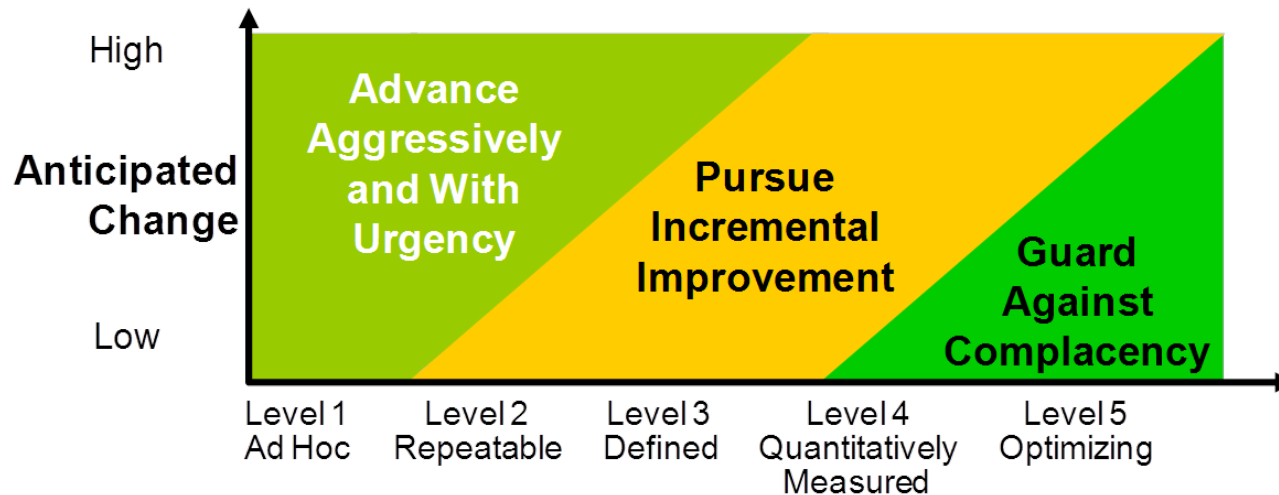 High
Anticipated
Change
Low
Advance
Aggressively
and With
Urgency
Pursue
Incremental
Improvement
Guard
Against
Complacency
Level 1
Ad Hoc
Level 2
Repeatable
Level 3
Defined
Level 4
Quantitatively
Measured
Level 5
Optimizing